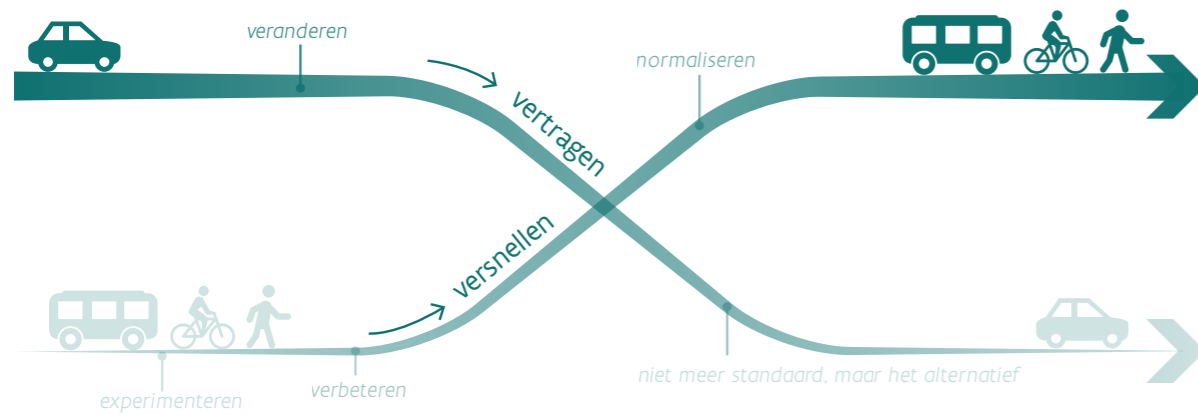 veranderen
normaliseren
vertragen
versnellen
niet meer standaard, maar het alternatief
verbeteren
experimenteren